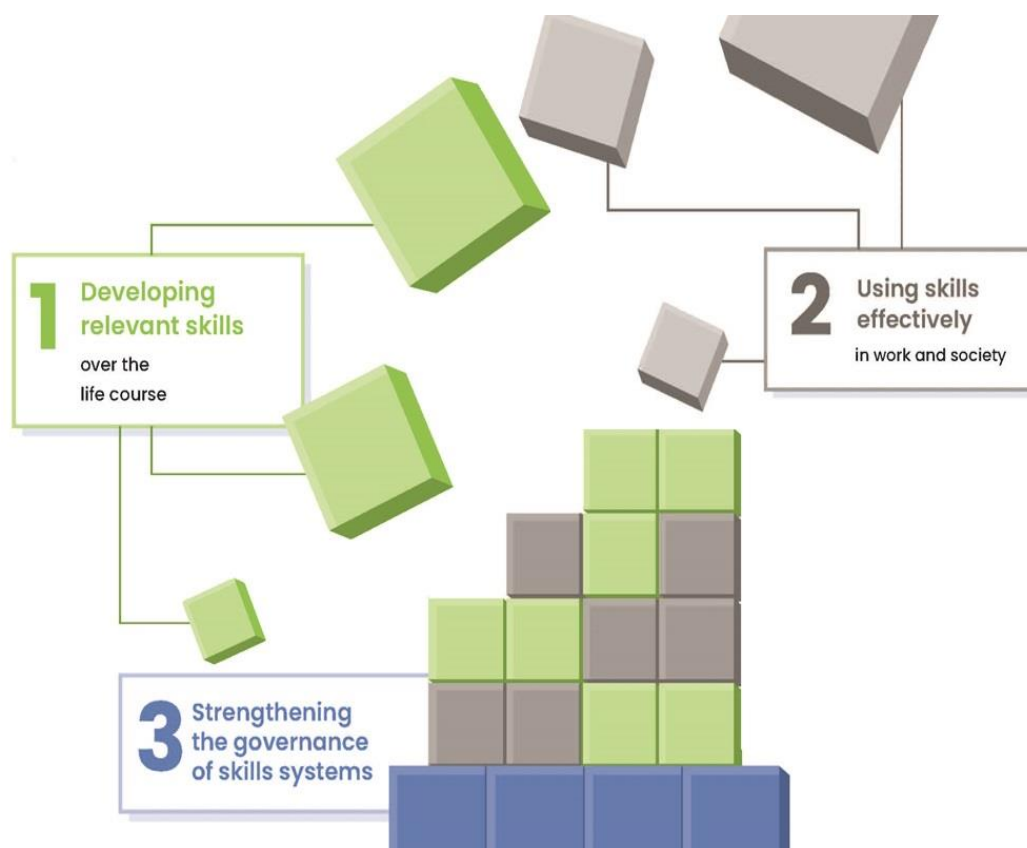 1
Developing
relevant skills
over the
life course
2
Using skills
effectively
in work and society
3
Strengthening
the governance
of skills systems